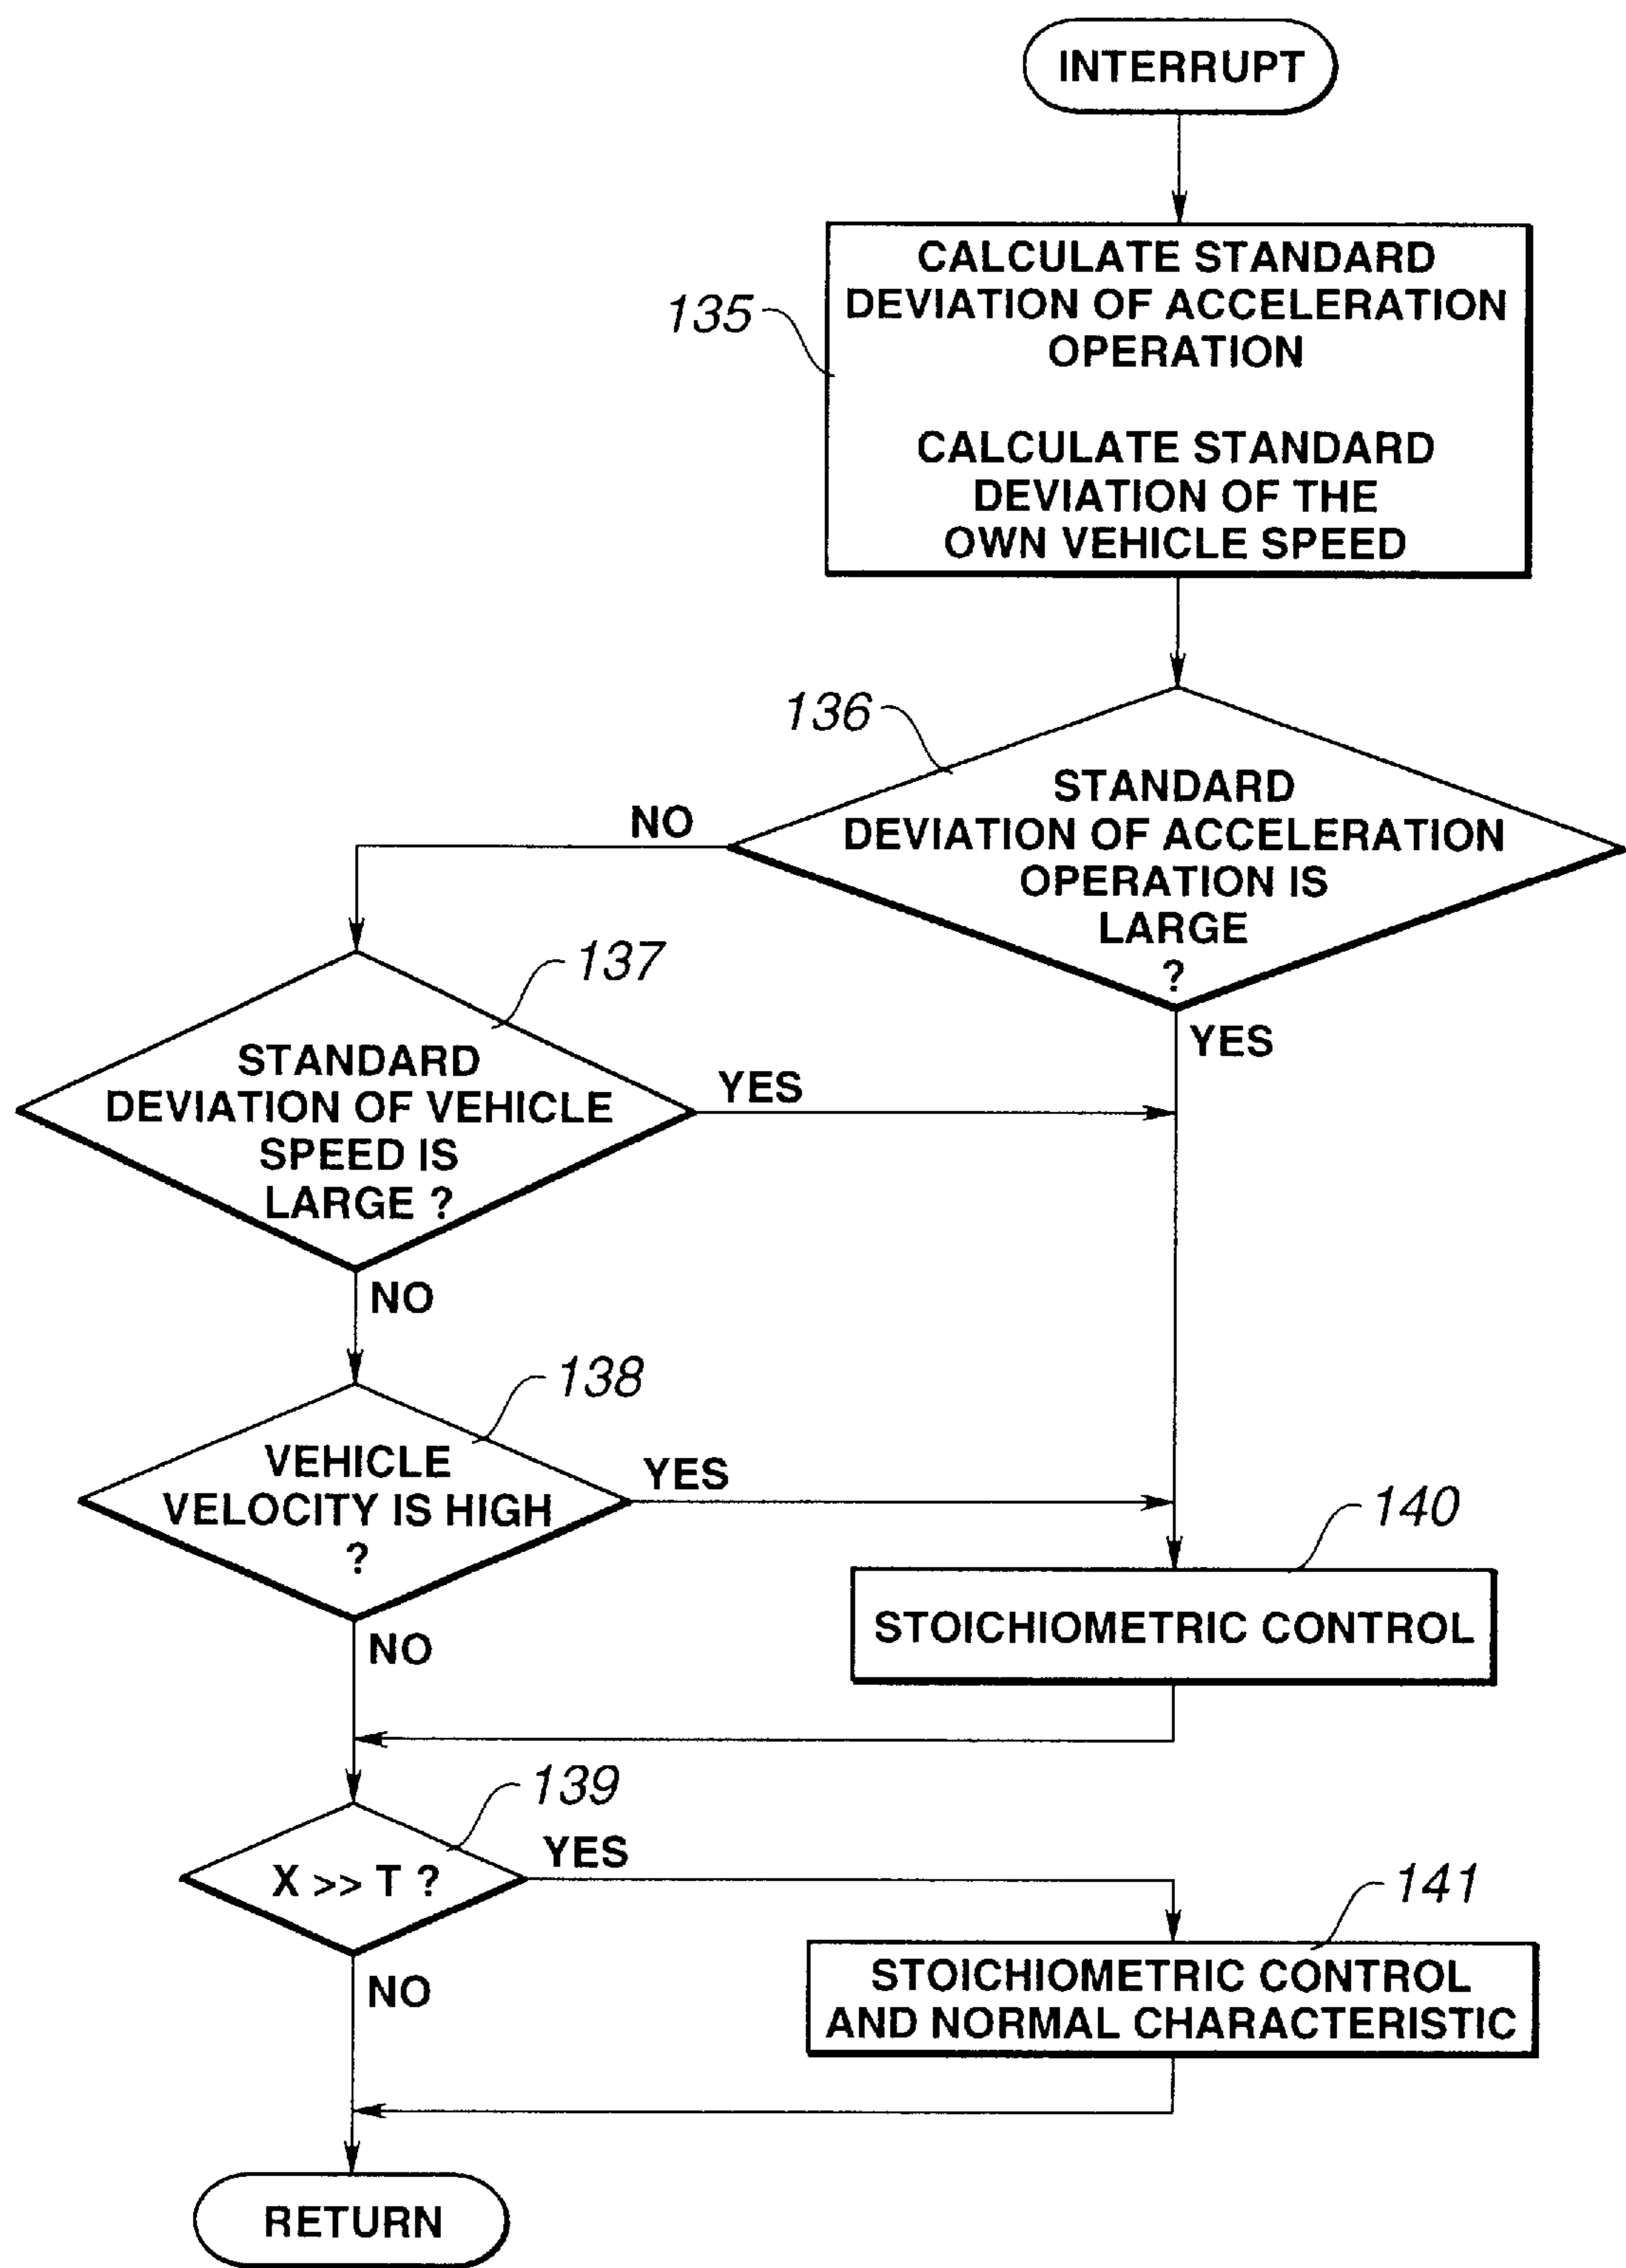 INTERRUPT
CALCULATE STANDARD
DEVIATION OF ACCELERATION
OPERATION
135
CALCULATE STANDARD
DEVIATION OF THE
OWN VEHICLE SPEED
136
STANDARD
DEVIATION OF ACCELERATION
OPERATION IS
LARGE
?
NO
YES
137
STANDARD
DEVIATION OF VEHICLE
SPEED IS
LARGE ?
YES
NO
138
VEHICLE
VELOCITY IS HIGH
?
YES
NO
140
STOICHIOMETRIC CONTROL
139
X >> T ?
YES
NO
141
STOICHIOMETRIC CONTROL
AND NORMAL CHARACTERISTIC
RETURN